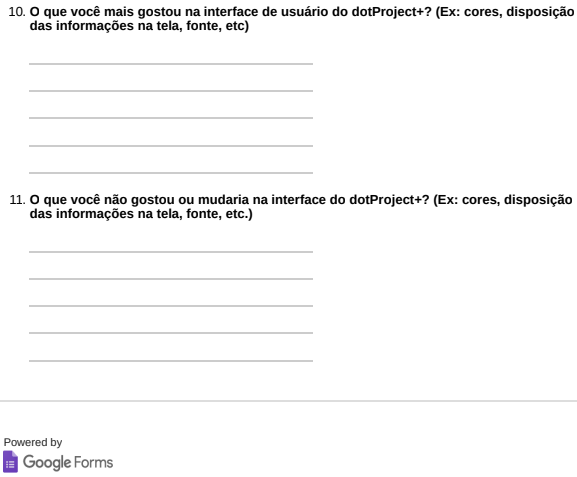 10. O que você mais gostou na interface de usuário do dotProject+? (Ex: cores, disposição
das informações na tela, fonte, etc)
11. O que você não gostou ou mudaria na interface do dotProject+? (Ex: cores, disposição
das informações na tela, fonte, etc.)
Powered by
Google Forms